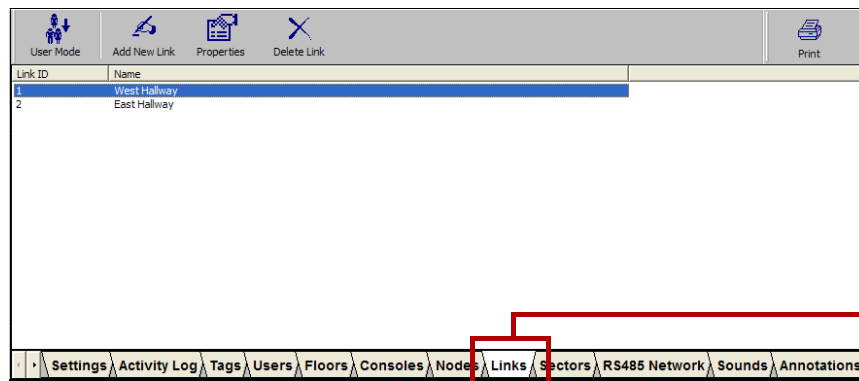 User Mode Add New Link Properties Delete Link Print
Link ID Name
1 West Hallway
2 East Hallway
Settings Activity Log Tags Users Floors Consoles Nodes Links Sectors RS485 Network Sounds Annotations